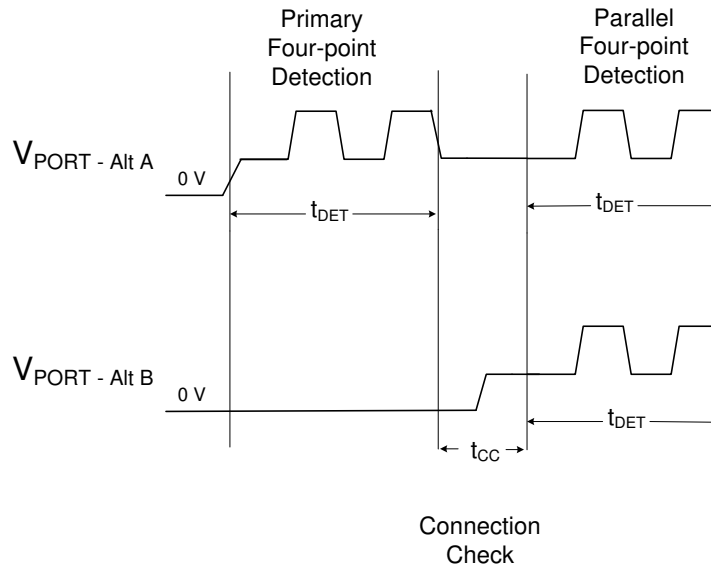 Primary
Four-point
Detection
Parallel
Four-point
Detection
VPORT - Alt A
0 V
tDET
tDET
VPORT - Alt B
0 V
tDET
tCC
Connection
Check